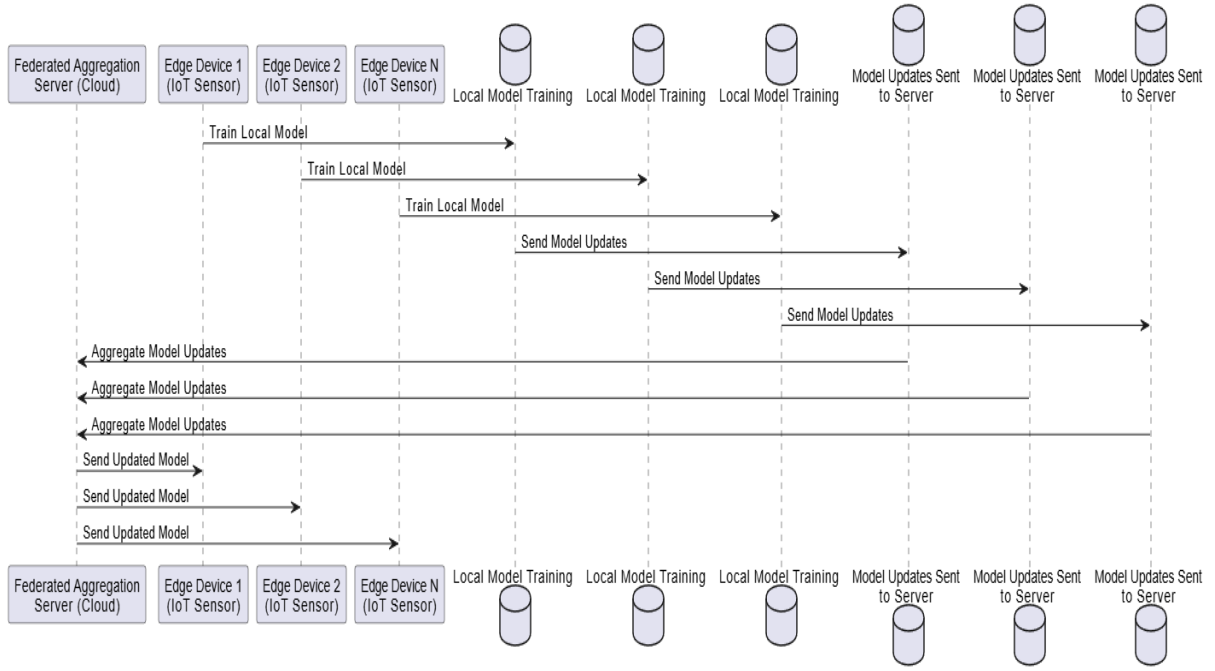 Federated Aggregation
Server (Cloud)
Edge Device 1
(IoT Sensor)
Edge Device 2
(IoT Sensor)
Edge Device N
(IoT Sensor)
Local Model Training
Local Model Training
Local Model Training
Model Updates Sent
to Server
Model Updates Sent
to Server
Model Updates Sent
to Server
Train Local Model
Train Local Model
Train Local Model
Send Model Updates
Send Model Updates
Send Model Updates
Aggregate Model Updates
Aggregate Model Updates
Aggregate Model Updates
Send Updated Model
Send Updated Model
Send Updated Model
Federated Aggregation
Server (Cloud)
Edge Device 1
(IoT Sensor)
Edge Device 2
(IoT Sensor)
Edge Device N
(IoT Sensor)
Local Model Training
Local Model Training
Local Model Training
Model Updates Sent
to Server
Model Updates Sent
to Server
Model Updates Sent
to Server